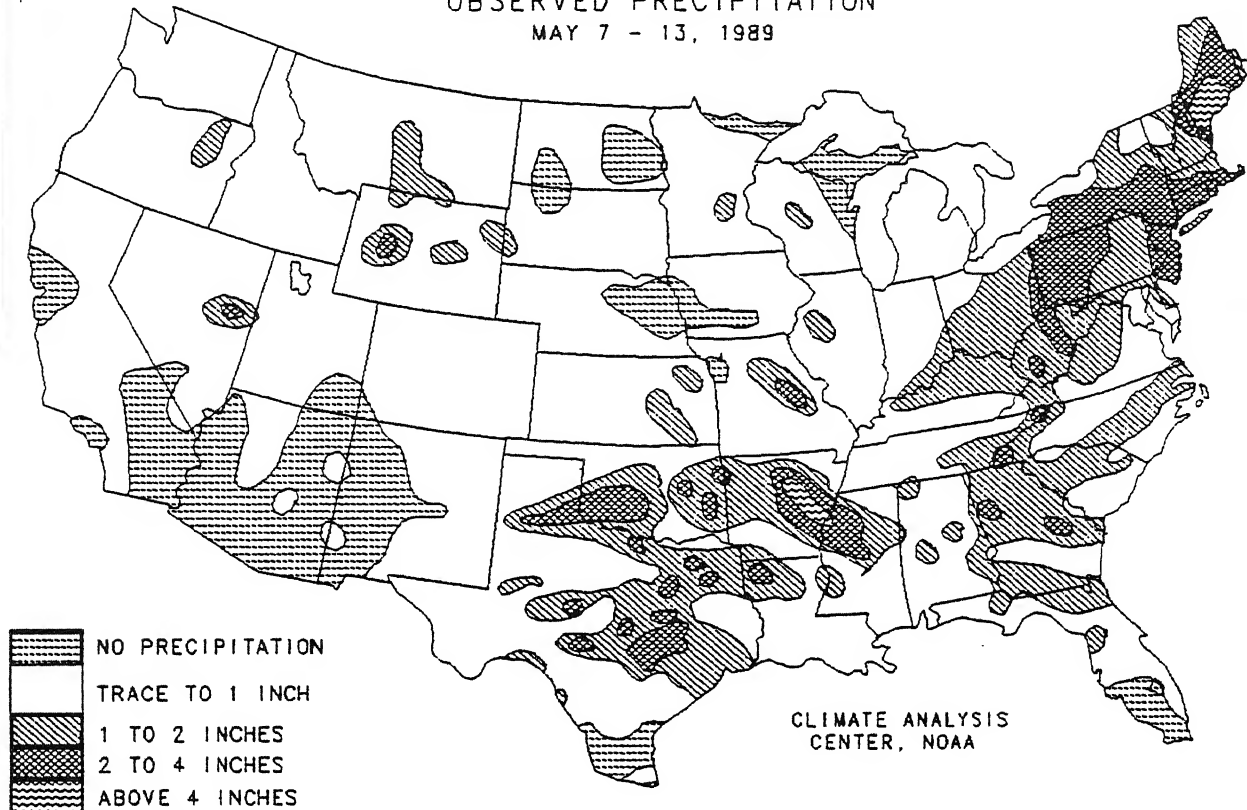 OBSERVED PRECIPITATION
MAY 7 - 13, 1989
NO PRECIPITATION
TRACE TO 1 INCH
1 TO 2 INCHES
2 TO 4 INCHES
ABOVE 4 INCHES
CLIMATE ANALYSIS
CENTER, NOAA